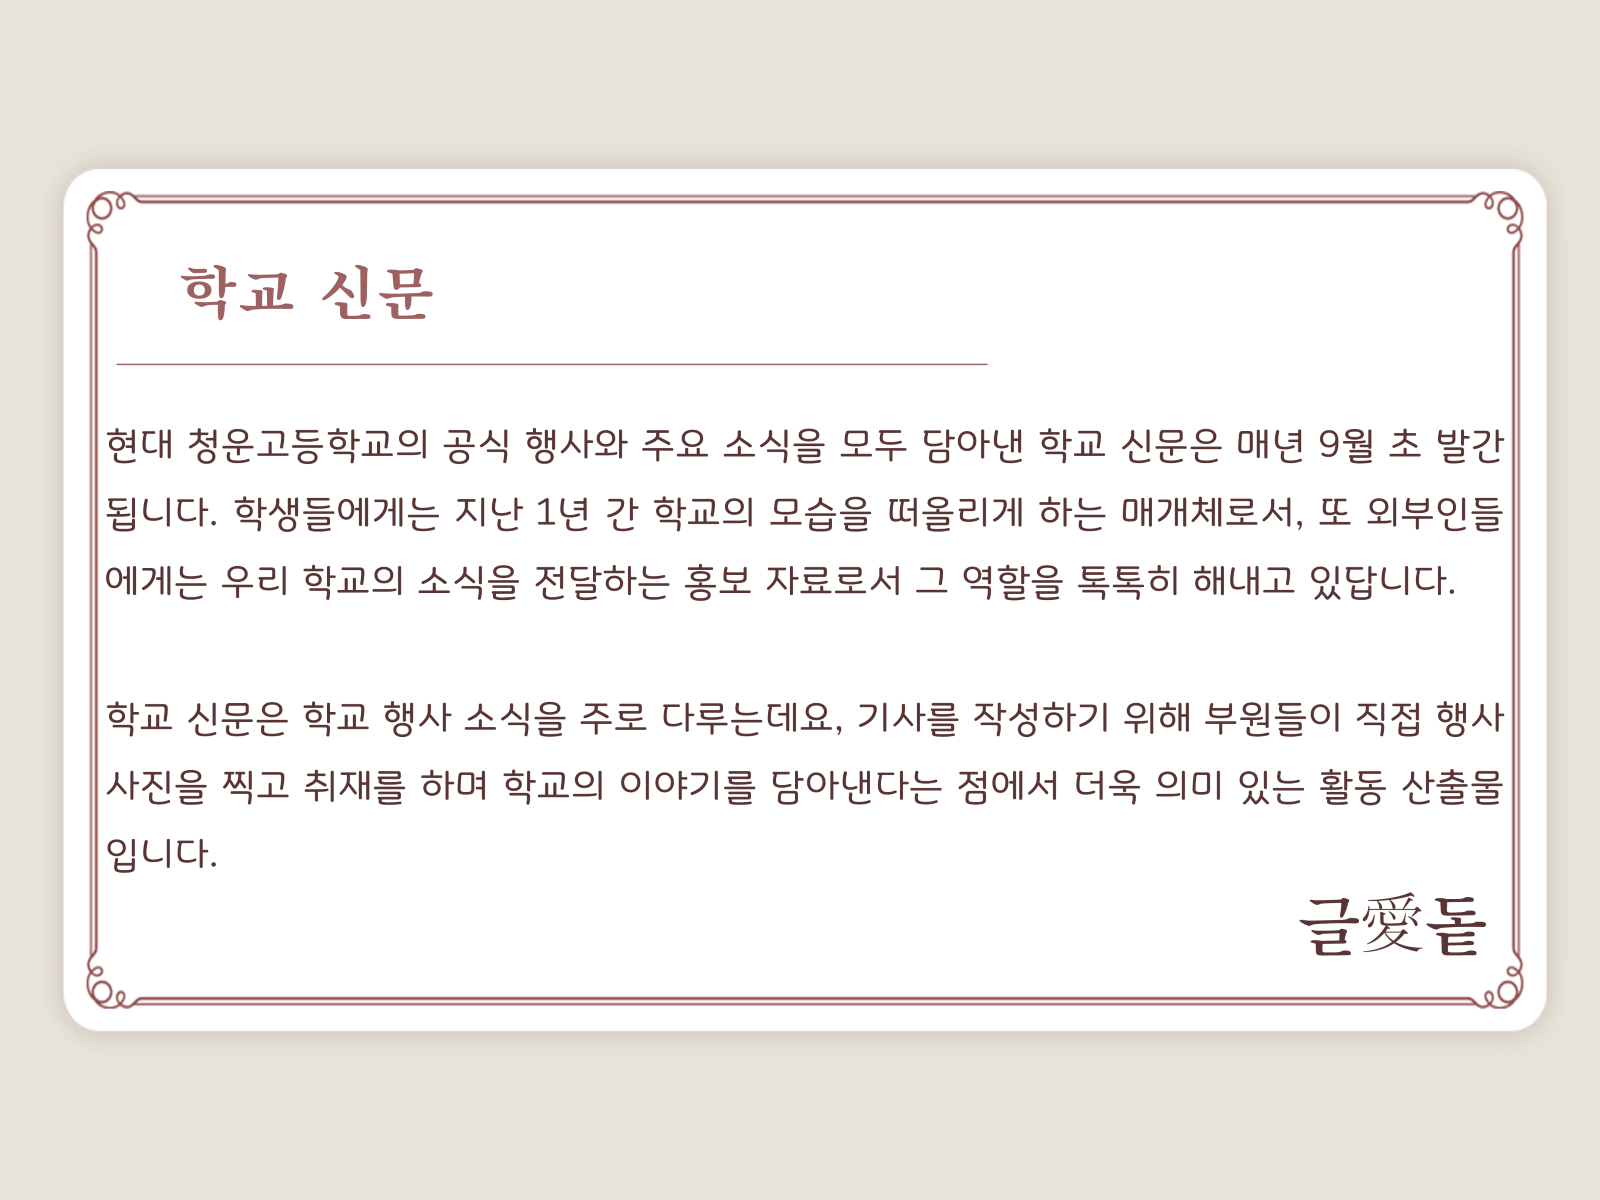 학교 신문
현대 청운고등학교의 공식 행사와 주요 소식을 모두 담아낸 학교 신문은 매년 9월 초 발간
됩니다. 학생들에게는 지난 1년 간 학교의 모습을 떠올리게 하는 매개체로서, 또 외부인들
에게는 우리 학교의 소식을 전달하는 홍보 자료로서 그 역할을 톡톡히 해내고 있답니다.
학교 신문은 학교 행사 소식을 주로 다루는데요, 기사를 작성하기 위해 부원들이 직접 행사
사진을 찍고 취재를 하며 학교의 이야기를 담아낸다는 점에서 더욱 의미 있는 활동 산출물
입니다.
글愛돋